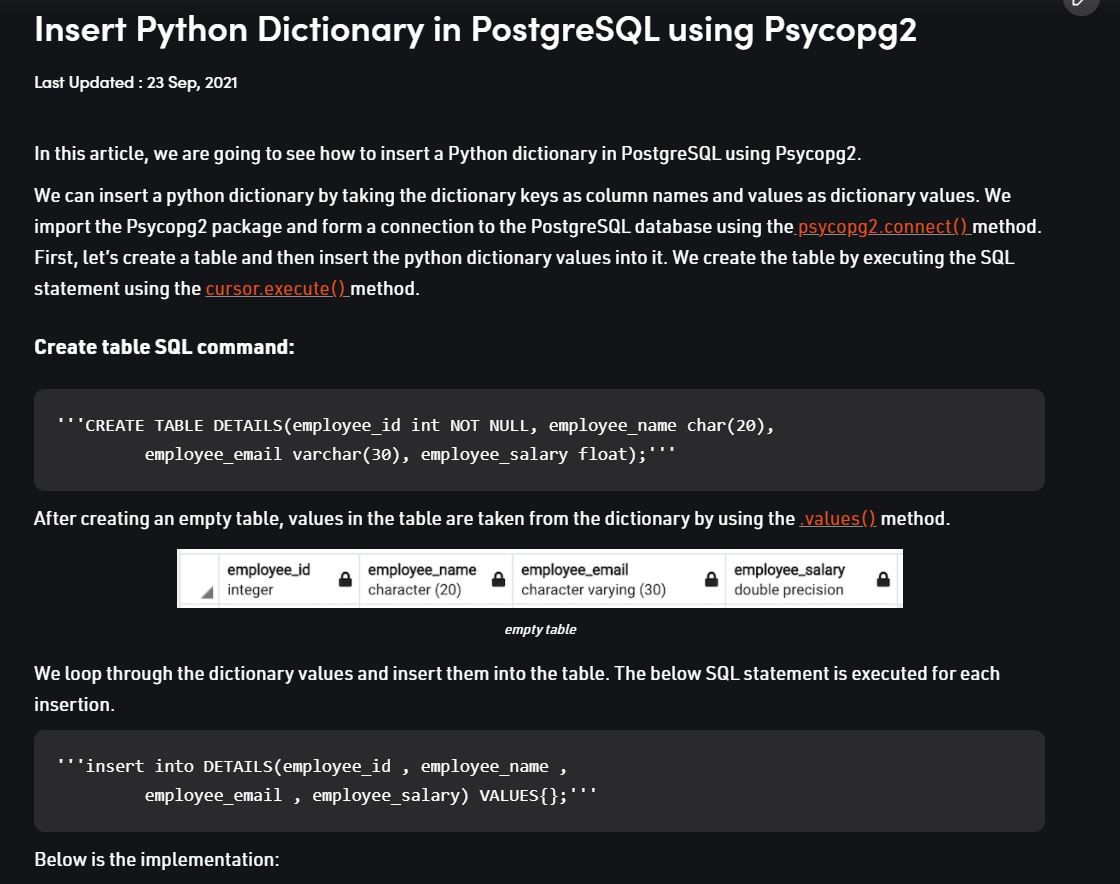 Insert Python Dictionary in PostgreSQL using Psycopg2
Last Updated : 23 Sep, 2021
In this article, we are going to see how to insert a Python dictionary in PostgreSQL using Psycopg2.
We can insert a python dictionary by taking the dictionary keys as column names and values as dictionary values. We
import the Psycopg2 package and form a connection to the PostgreSQL database using the psycopg2.connect() method.
First, let’s create a table and then insert the python dictionary values into it. We create the table by executing the SQL
statement using the cursor.execute() method.
Create table SQL command:
'''CREATE TABLE DETAILS(employee_id int NOT NULL, employee_name char(20),
employee_email varchar(30), employee_salary float);'''
After creating an empty table, values in the table are taken from the dictionary by using the .values() method.
employee_id employee_name employee_email employee_salary
integer character (20) character varying (30) double precision
empty table
We loop through the dictionary values and insert them into the table. The below SQL statement is executed for each
insertion.
'''insert into DETAILS(employee_id , employee_name ,
employee_email , employee_salary) VALUES{};'''
Below is the implementation: